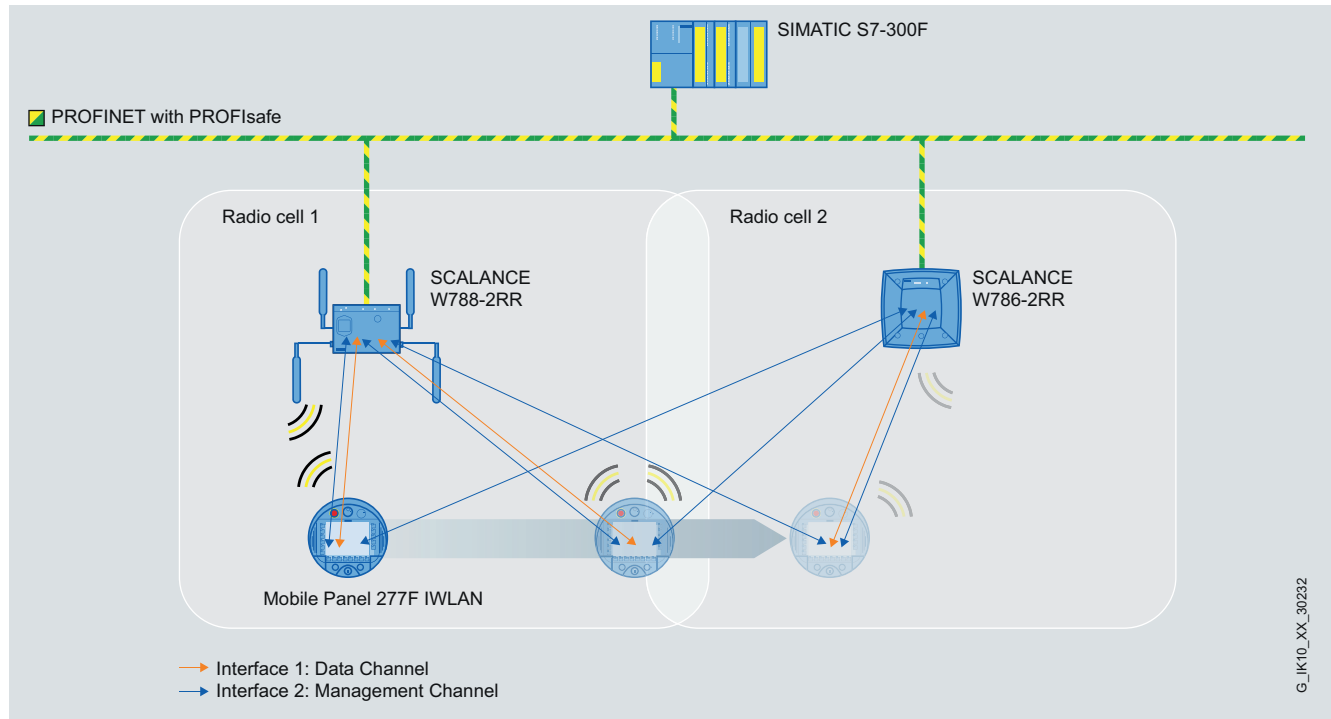 SIMATIC S7-300F
PROFINET with PROFIsafe
Radio cell 1
Radio cell 2
SCALANCE
W788-2RR
SCALANCE
W786-2RR
Mobile Panel 277F IWLAN
Interface 1: Data Channel
Interface 2: Management Channel
G_IK10_XX_30232